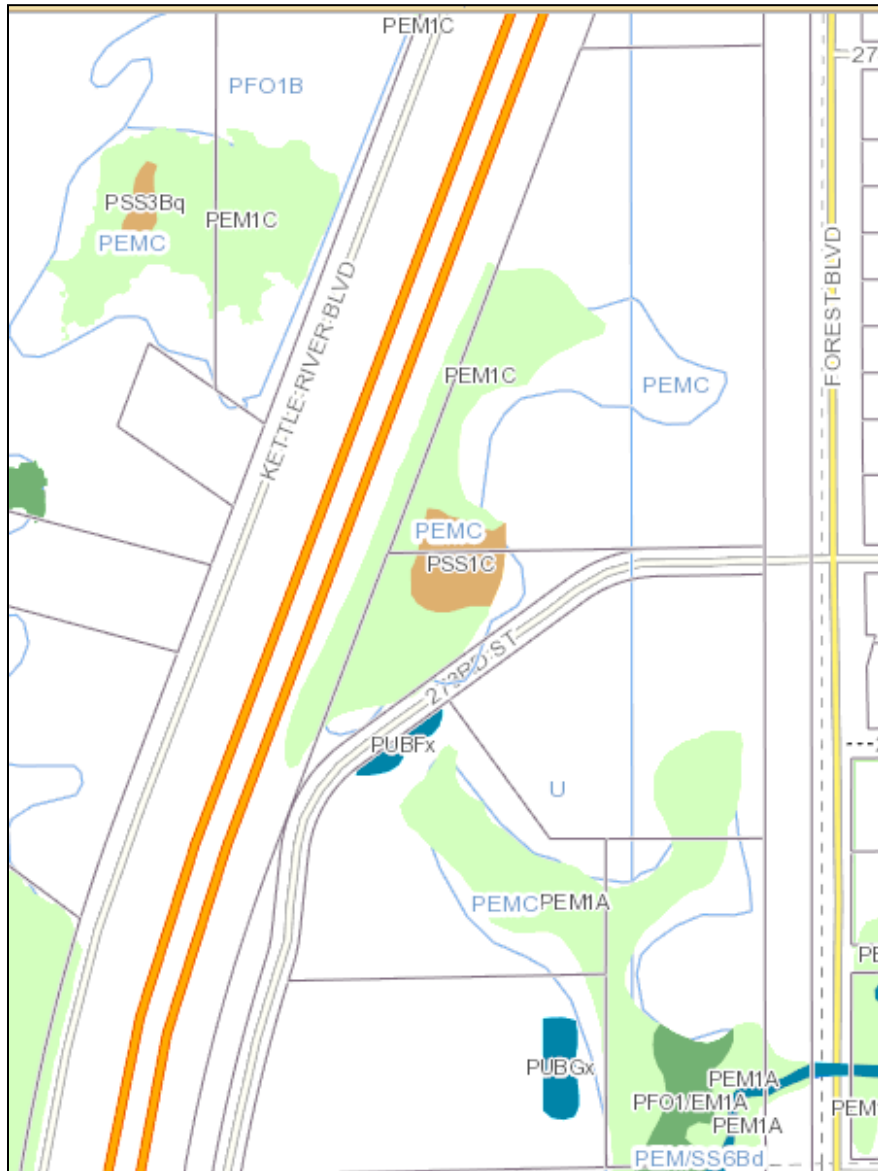 PEM1C
27
PFO1B
PSS3Bq
PEM1C
PEMC
KETTLE RIVER BLVD
FOREST BLVD
PEM1C
PEMC
PEMC
PSS1C
273RD ST
PUBFx
U
PEMC
PEM1A
PE
PUBGx
PEM1A
PFO1/EM1A
PEM1A
PEM
PEM/SS6Bd